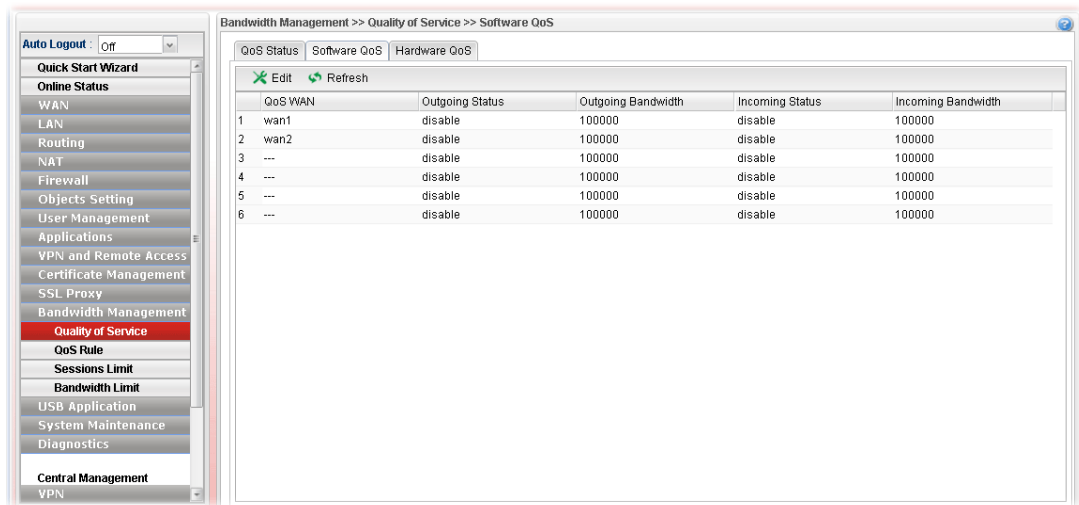 Bandwidth Management >> Quality of Service >> Software QoS
Auto Logout : Off
Quick Start Wizard
Online Status
WAN
LAN
Routing
NAT
Firewall
Objects Setting
User Management
Applications
VPN and Remote Access
Certificate Management
SSL Proxy
Bandwidth Management
Quality of Service
QoS Rule
Sessions Limit
Bandwidth Limit
USB Application
System Maintenance
Diagnostics
Central Management
VPN
QoS Status Software QoS Hardware QoS
Edit Refresh
QoS WAN Outgoing Status Outgoing Bandwidth Incoming Status Incoming Bandwidth
1 wan1 disable 100000 disable 100000
2 wan2 disable 100000 disable 100000
3 --- disable 100000 disable 100000
4 --- disable 100000 disable 100000
5 --- disable 100000 disable 100000
6 --- disable 100000 disable 100000